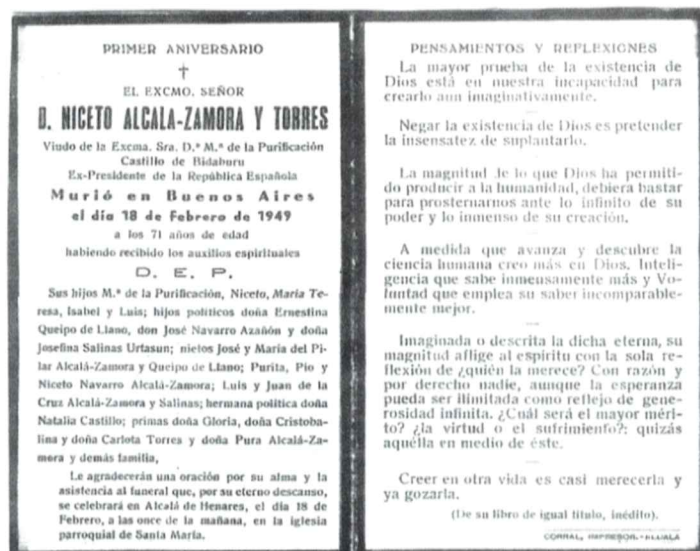 PRIMER ANIVERSARIO
✝
EL EXCMO. SEÑOR
D. NICETO ALCALA-ZAMORA Y TORRES
Viudo de la Excma. Sra. D.ª M.ª de la Purificación
Castillo de Bidaburu
Ex-Presidente de la República Española
Murió en Buenos Aires
el día 18 de Febrero de 1949
a los 71 años de edad
habiendo recibido los auxilios espirituales
D. E. P.
Sus hijos M.ª de la Purificación, Niceto, María Te-
resa, Isabel y Luis; hijos políticos doña Ernestina
Queipo de Llano, don José Navarro Azañón y doña
Josefina Salinas Urtasun; nietos José y María del Pi-
lar Alcalá-Zamora y Queipo de Llano; Purita, Pío y
Niceto Navarro Alcalá-Zamora; Luis y Juan de la
Cruz Alcalá-Zamora y Salinas; hermana política doña
Natalia Castillo; primas doña Gloria, doña Cristoba-
lina y doña Carlota Torres y doña Pura Alcalá-Za-
mora y demás familia,
Le agradecerán una oración por su alma y la
asistencia al funeral que, por su eterno descanso,
se celebrará en Alcalá de Henares, el día 18 de
Febrero, a las once de la mañana, en la iglesia
parroquial de Santa María.
PENSAMIENTOS Y REFLEXIONES
La mayor prueba de la existencia de
Dios está en nuestra incapacidad para
crearlo aun imaginativamente.
Negar la existencia de Dios es pretender
la insensatez de suplantarlo.
La magnitud de lo que Dios ha permiti-
do producir a la humanidad, debiera bastar
para prosternarnos ante lo infinito de su
poder y lo inmenso de su creación.
A medida que avanza y descubre la
ciencia humana creo más en Dios. Inteli-
gencia que sabe inmensamente más y Vo-
luntad que emplea su saber incomparable-
mente mejor.
Imaginada o descrita la dicha eterna, su
magnitud aflige al espíritu con la sola re-
flexión de ¿quién la merece? Con razón y
por derecho nadie, aunque la esperanza
pueda ser ilimitada como reflejo de gene-
rosidad infinita. ¿Cuál será el mayor méri-
to? ¿la virtud o el sufrimiento?: quizás
aquélla en medio de éste.
Creer en otra vida es casi merecerla y
ya gozarla.
(De su libro de igual título, inédito).
CORRAL, IMPRESOR.-ALCALA